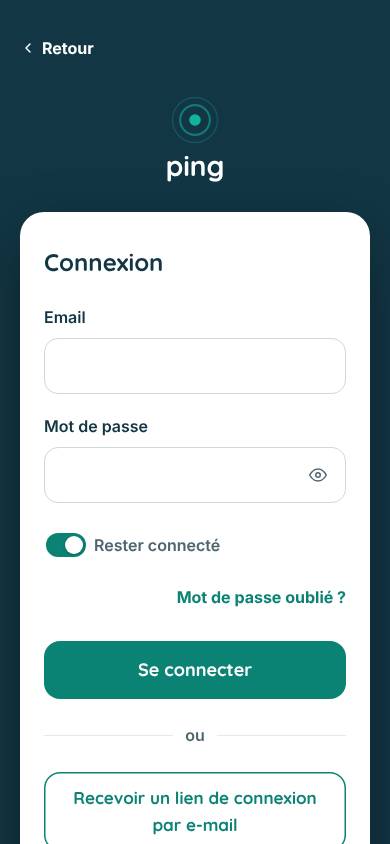 Retour
ping
Connexion
Email
Mot de passe
Rester connecté
Mot de passe oublié ?
Se connecter
ou
Recevoir un lien de connexion
par e-mail